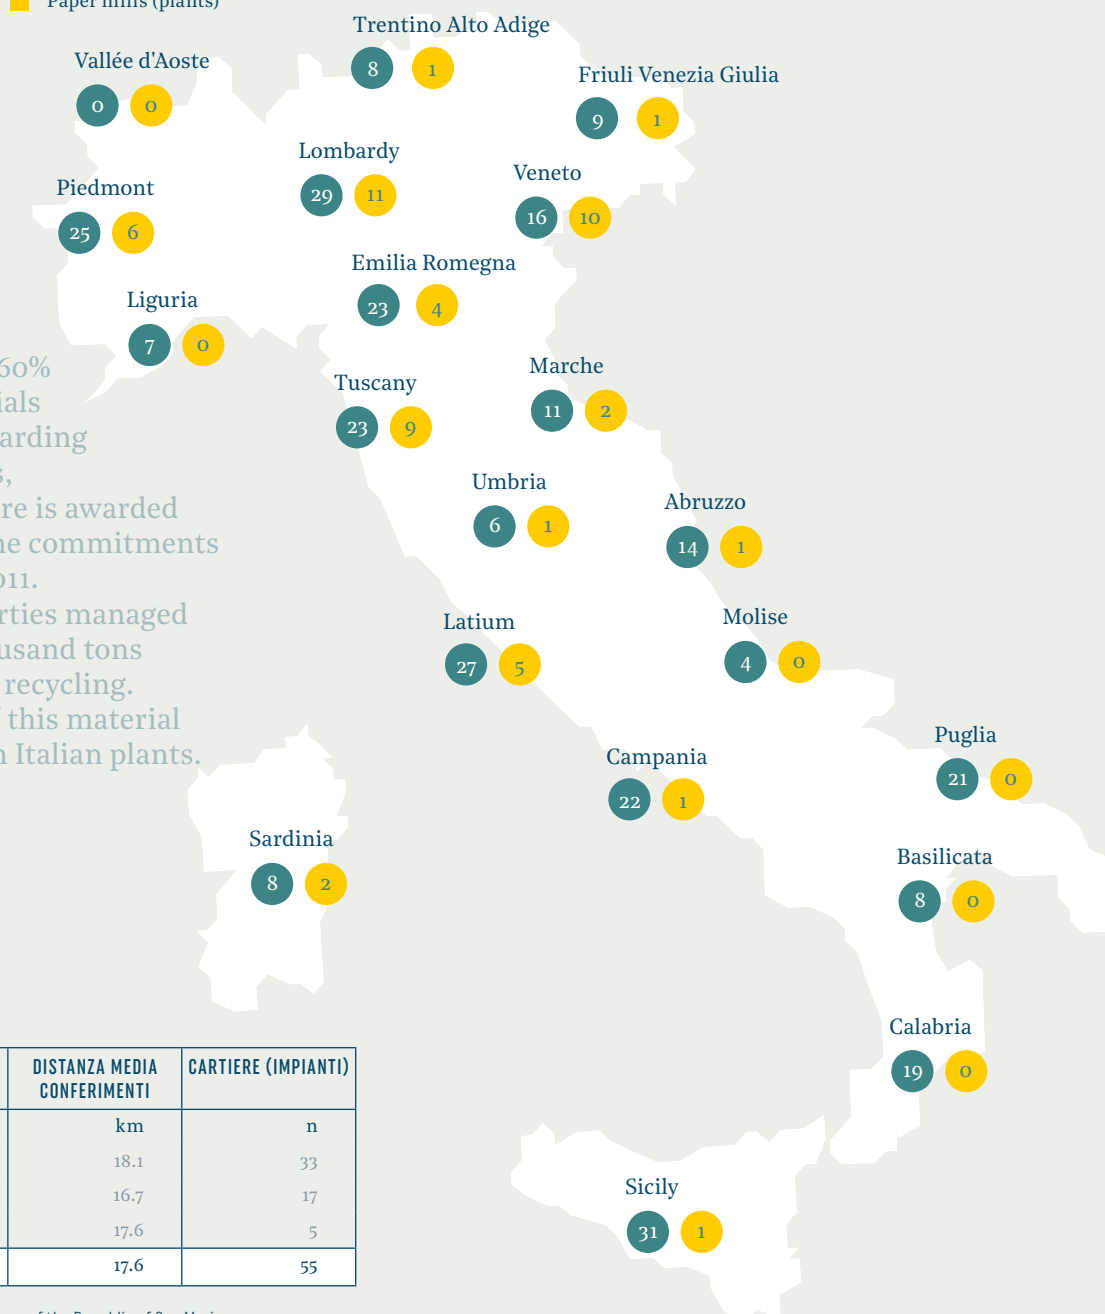 Paper mills (plants)
Trentino Alto Adige
8 1
Vallée d'Aoste
0 0
Friuli Venezia Giulia
9 1
Lombardy
29 11
Veneto
16 10
Piedmont
25 6
Emilia Romegna
23 4
Liguria
7 0
Marche
11 2
Tuscany
23 9
Umbria
6 1
Abruzzo
14 1
Latium
27 5
Molise
4 0
Puglia
21 0
Campania
22 1
Sardinia
8 2
Basilicata
8 0
Calabria
19 0
Sicily
31 1
60%
ials
arding
s,
re is awarded
ne commitments
011.
rties managed
usand tons
recycling.
this material
n Italian plants.
DISTANZA MEDIA CARTIERE (IMPIANTI)
CONFERIMENTI
km n
18.1 33
16.7 17
17.6 5
17.6 55